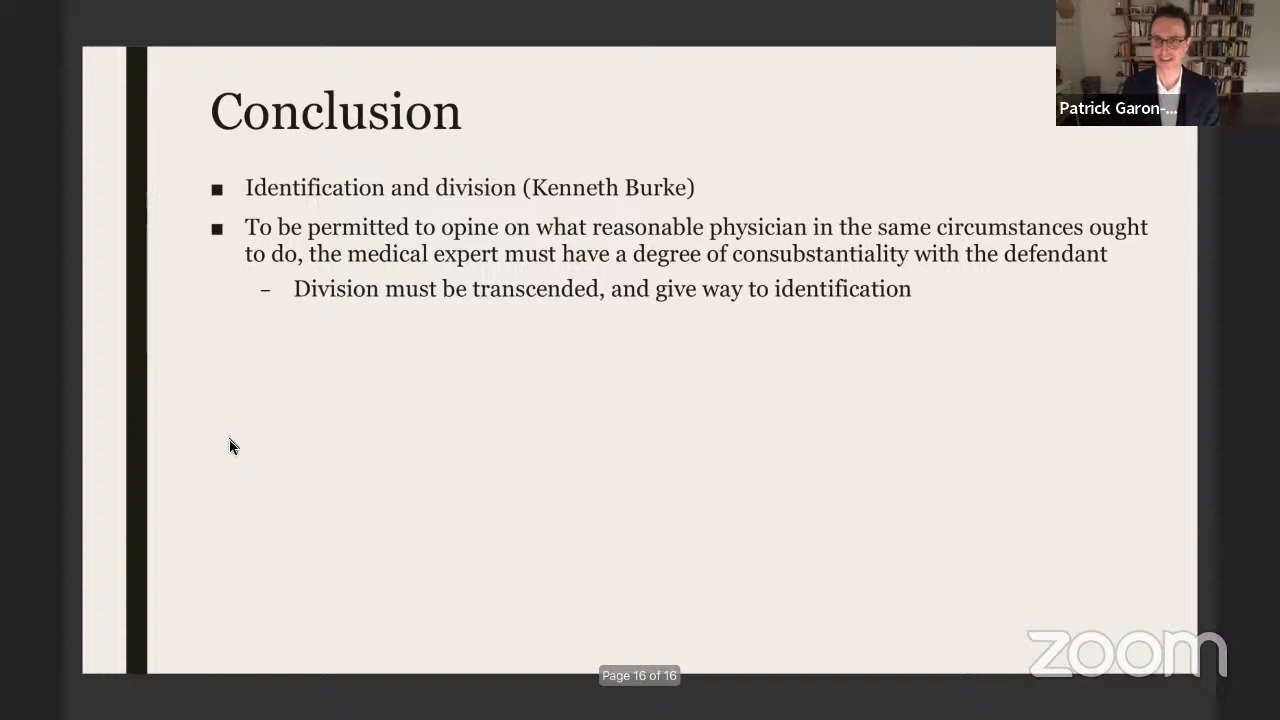 Conclusion
Patrick Garon-...
■ Identification and division (Kenneth Burke)
■ To be permitted to opine on what reasonable physician in the same circumstances ought
to do, the medical expert must have a degree of consubstantiality with the defendant
– Division must be transcended, and give way to identification
zoom
Page 16 of 16